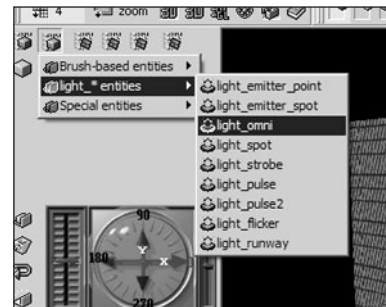 4
zoom
Brush-based entities
light_* entities
Special entities
light_emitter_point
light_emitter_spot
light_omni
light_spot
light_strobe
light_pulse
light_pulse2
light_flicker
light_runway
90
Y
180
X
270